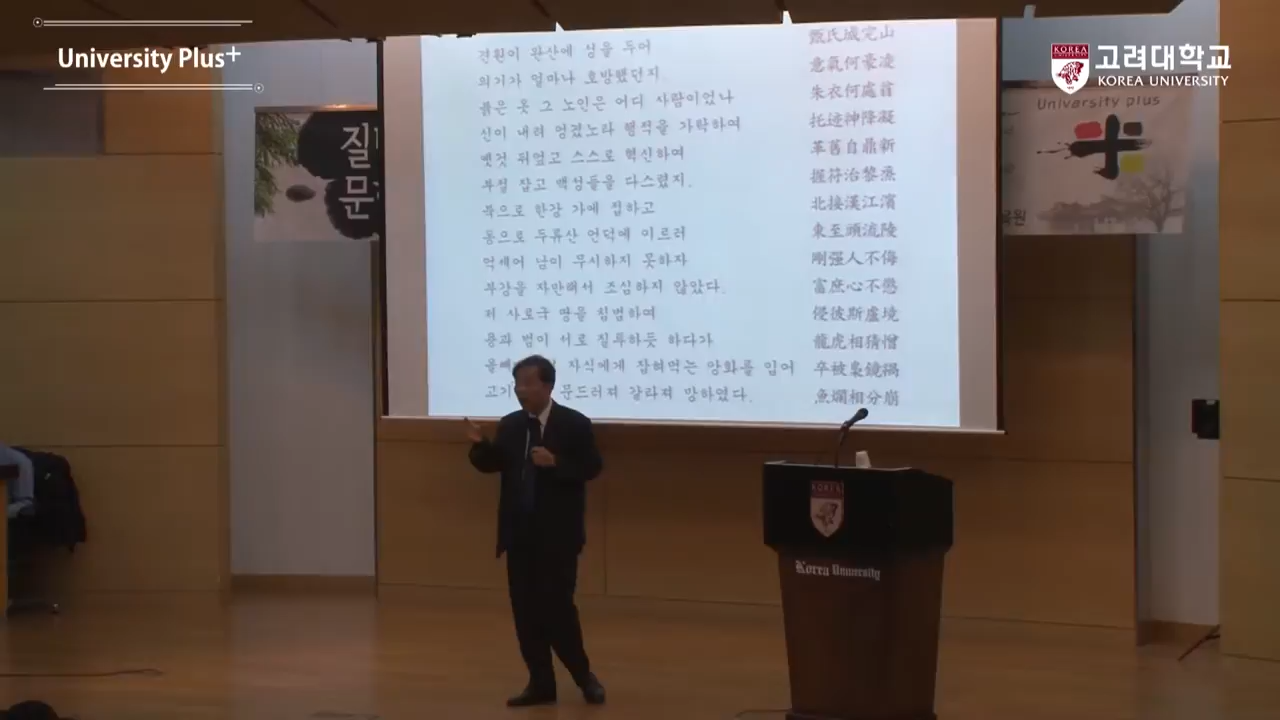 University Plus+
KOREA
고려대학교
KOREA UNIVERSITY
질
문
University plus
견훤이 완산에 성을 두어 甄氏城完山
의기가 얼마나 호방했던지 意氣何豪凌
붉은 옷 그 노인은 어디 사람이었나 朱衣何處翁
신이 내려 엉겼노라 행적을 가탁하여 托迹神降凝
옛것 뒤엎고 스스로 혁신하여 革舊自鼎新
부절 잡고 백성들을 다스렸지. 握符治黎烝
북으로 한강 가에 접하고 北接漢江濱
동으로 두류산 언덕에 이르러 東至頭流陵
억세어 남이 무시하지 못하자 剛强人不侮
부강을 자만해서 조심하지 않았다. 富庶心不懲
저 사로국 땅을 침범하여 侵彼斯盧境
용과 범이 서로 질투하듯 하다가 龍虎相猜憎
올빼 자식에게 잡혀먹는 앙화를 입어 卒被梟鏡禍
고기 문드러져 갈라져 망하였다. 魚爛相分崩
KOREA
Korea University